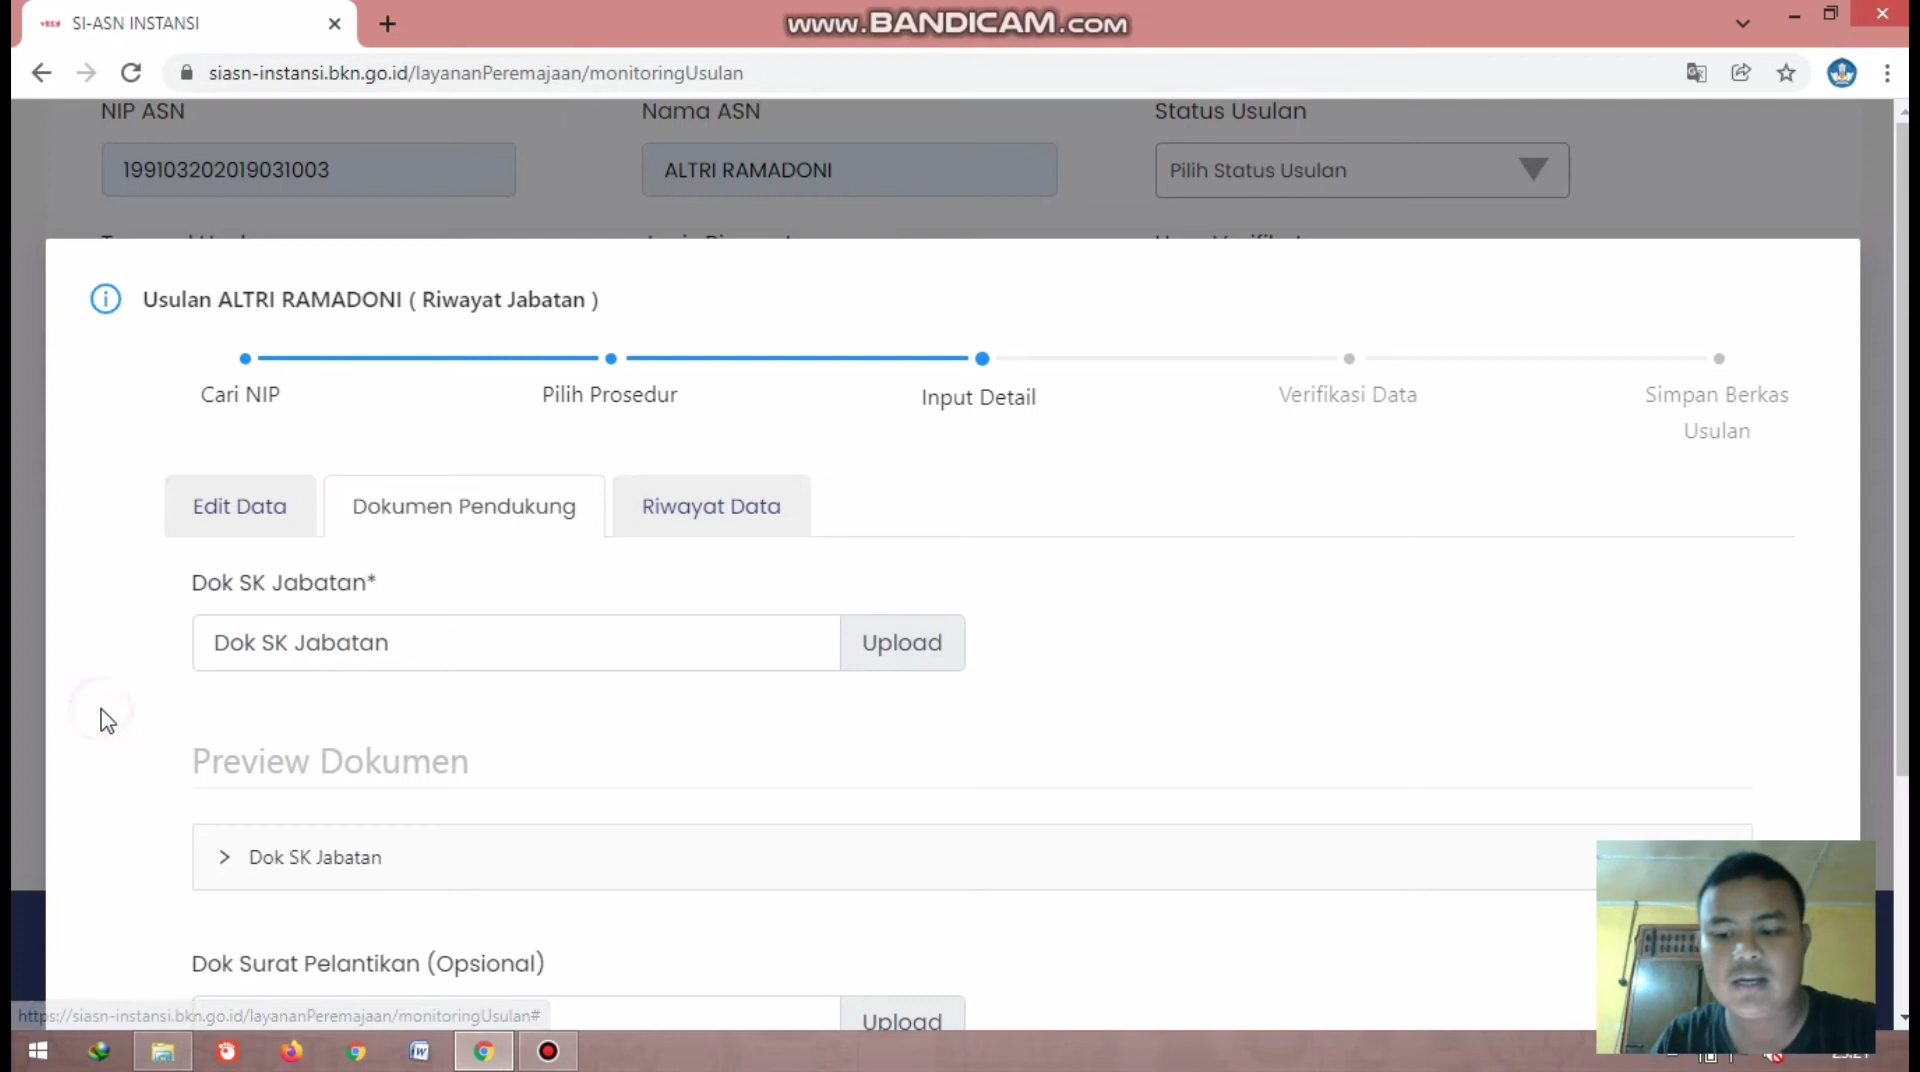 SI-ASN INSTANSI
www.BANDICAM.com
siasn-instansi.bkn.go.id/layananPeremajaan/monitoringUsulan
NIP ASN
Nama ASN
Status Usulan
199103202019031003
ALTRI RAMADONI
Pilih Status Usulan
Usulan ALTRI RAMADONI ( Riwayat Jabatan )
Cari NIP
Pilih Prosedur
Input Detail
Verifikasi Data
Simpan Berkas
Usulan
Edit Data
Dokumen Pendukung
Riwayat Data
Dok SK Jabatan*
Dok SK Jabatan
Upload
Preview Dokumen
Dok SK Jabatan
Dok Surat Pelantikan (Opsional)
Upload
https://siasn-instansi.bkn.go.id/layananPeremajaan/monitoringUsulan#